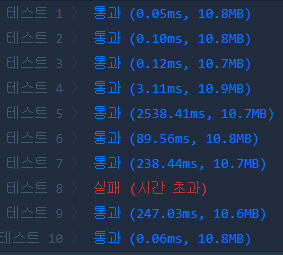 테스트 1 〉 통과 (0.05ms, 10.8MB)
테스트 2 〉 통과 (0.10ms, 10.8MB)
테스트 3 〉 통과 (0.12ms, 10.7MB)
테스트 4 〉 통과 (3.11ms, 10.9MB)
테스트 5 〉 통과 (2538.41ms, 10.7MB)
테스트 6 〉 통과 (89.56ms, 10.8MB)
테스트 7 〉 통과 (238.44ms, 10.7MB)
테스트 8 〉 실패 (시간 초과)
테스트 9 〉 통과 (247.03ms, 10.6MB)
테스트 10 〉 통과 (0.06ms, 10.8MB)